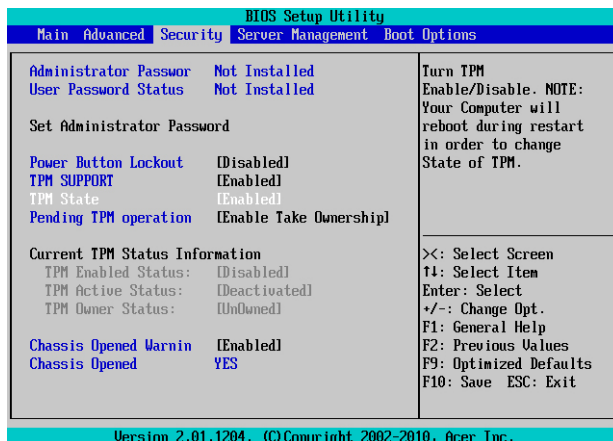 BIOS Setup Utility
Main Advanced Security Server Management Boot Options
Administrator Passwor Not Installed
User Password Status Not Installed
Set Administrator Password
Power Button Lockout [Disabled]
TPM SUPPORT [Enabled]
TPM State [Enabled]
Pending TPM operation [Enable Take Ownership]
Current TPM Status Information
TPM Enabled Status: [Disabled]
TPM Active Status: [Deactivated]
TPM Owner Status: [UnOwned]
Chassis Opened Warnin [Enabled]
Chassis Opened YES
Turn TPM
Enable/Disable. NOTE:
Your Computer will
reboot during restart
in order to change
State of TPM.
><: Select Screen
↑↓: Select Item
Enter: Select
+/-: Change Opt.
F1: General Help
F2: Previous Values
F9: Optimized Defaults
F10: Save ESC: Exit
Version 2.01.1204. (C)Copyright 2002-2010, Acer Inc.